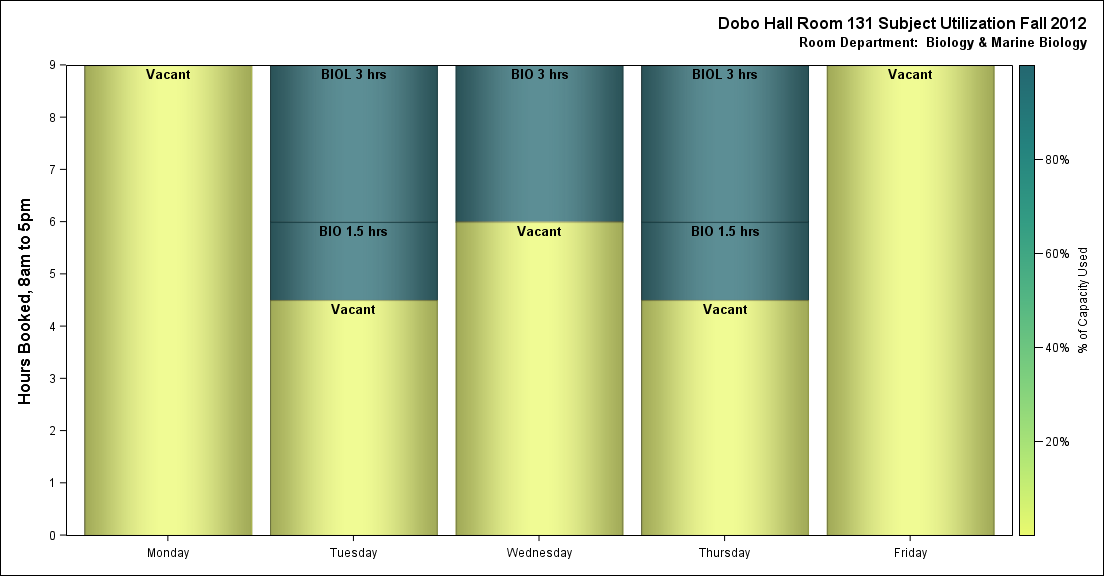 Dobo Hall Room 131 Subject Utilization Fall 2012
Room Department:  Biology & Marine Biology
Hours Booked, 8am to 5pm
9
8
7
6
5
4
3
2
1
0
Vacant
BIOL 3 hrs
BIO 3 hrs
BIOL 3 hrs
Vacant
BIO 1.5 hrs
Vacant
BIO 1.5 hrs
Vacant
Vacant
Monday
Tuesday
Wednesday
Thursday
Friday
80%
60%
40%
20%
% of Capacity Used